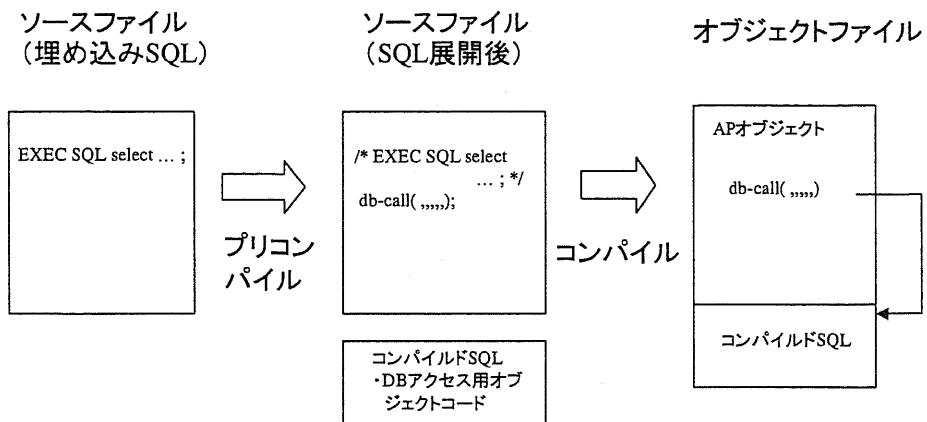 ソースファイル
（埋め込みSQL）
ソースファイル
（SQL展開後）
オブジェクトファイル
EXEC SQL select … ;
プリコン
パイル
/* EXEC SQL select
… ; */
db-call( ,,,,,);
コンパイルドSQL
・DBアクセス用オブ
ジェクトコード
コンパイル
APオブジェクト
db-call( ,,,,,)
コンパイルドSQL